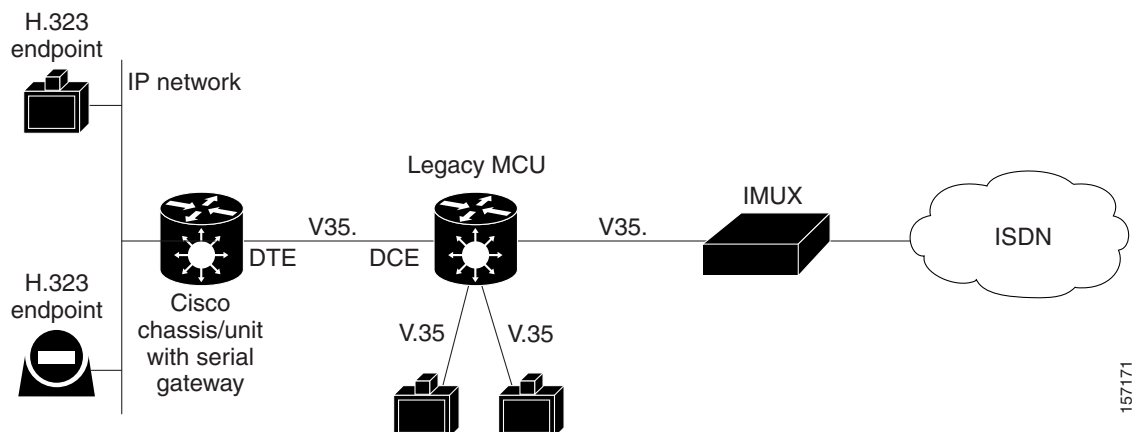 H.323
endpoint
IP network
Legacy MCU
IMUX
V35.
V35.
ISDN
DTE
DCE
H.323
endpoint
Cisco
chassis/unit
with serial
gateway
V.35
V.35
157171